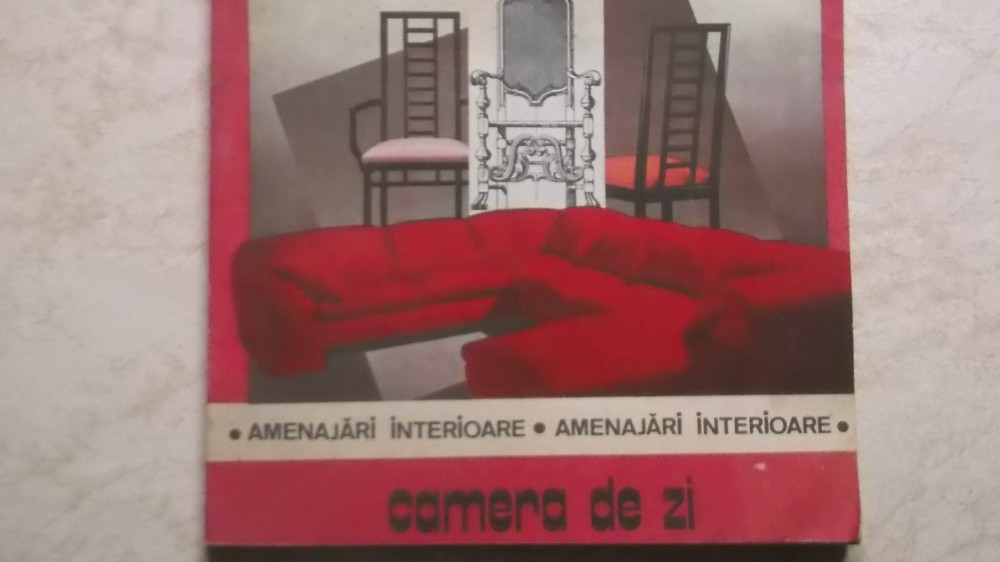 • AMENAJĂRI INTERIOARE • AMENAJĂRI INTERIOARE •
camera de zi